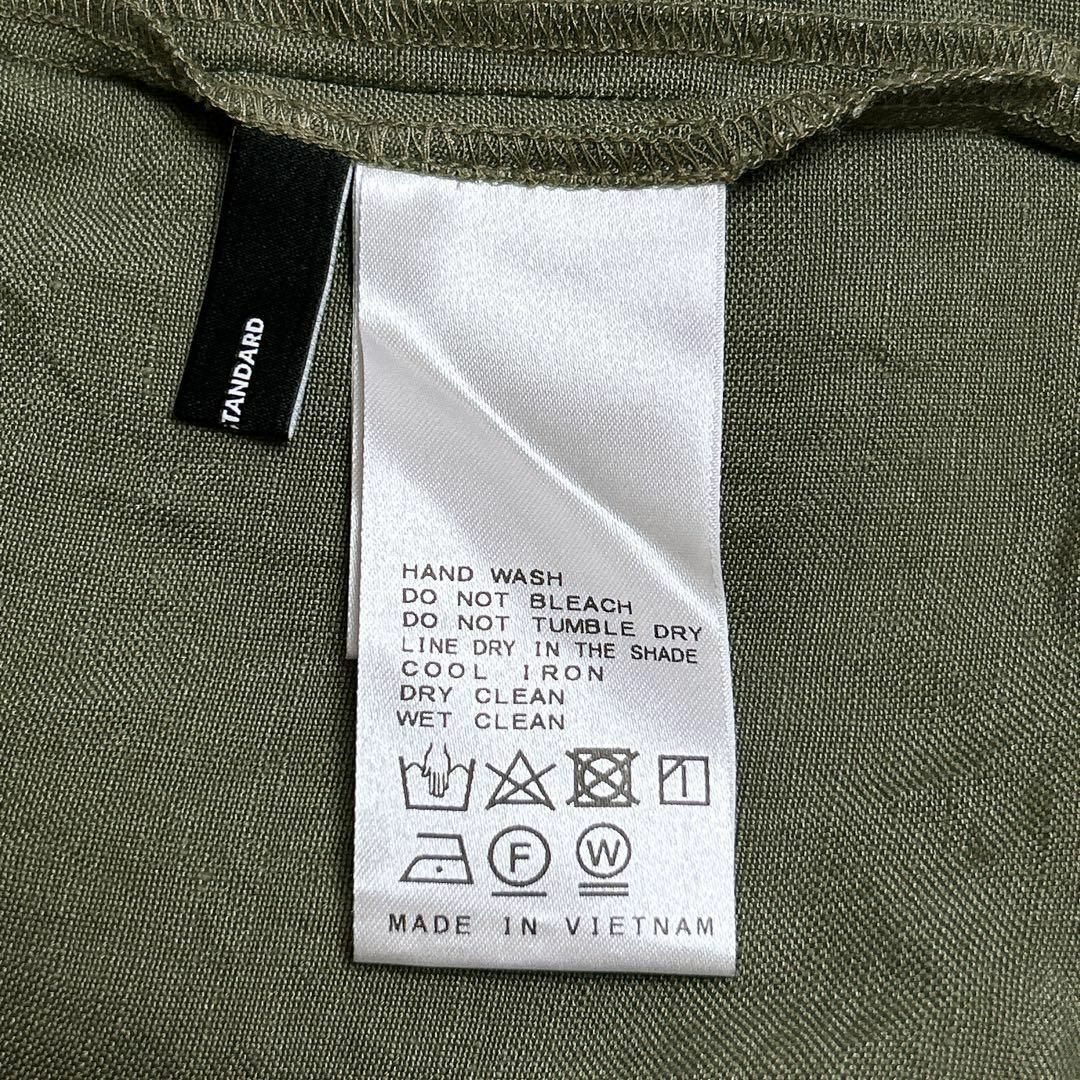 STANDARD
HAND WASH
DO NOT BLEACH
DO NOT TUMBLE DRY
LINE DRY IN THE SHADE
COOL IRON
DRY CLEAN
WET CLEAN
F W
MADE IN VIETNAM